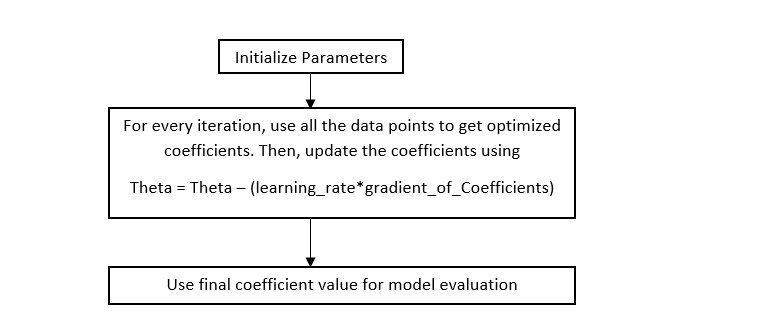 Initialize Parameters
For every iteration, use all the data points to get optimized
coefficients. Then, update the coefficients using
Theta = Theta – (learning_rate*gradient_of_Coefficients)
Use final coefficient value for model evaluation